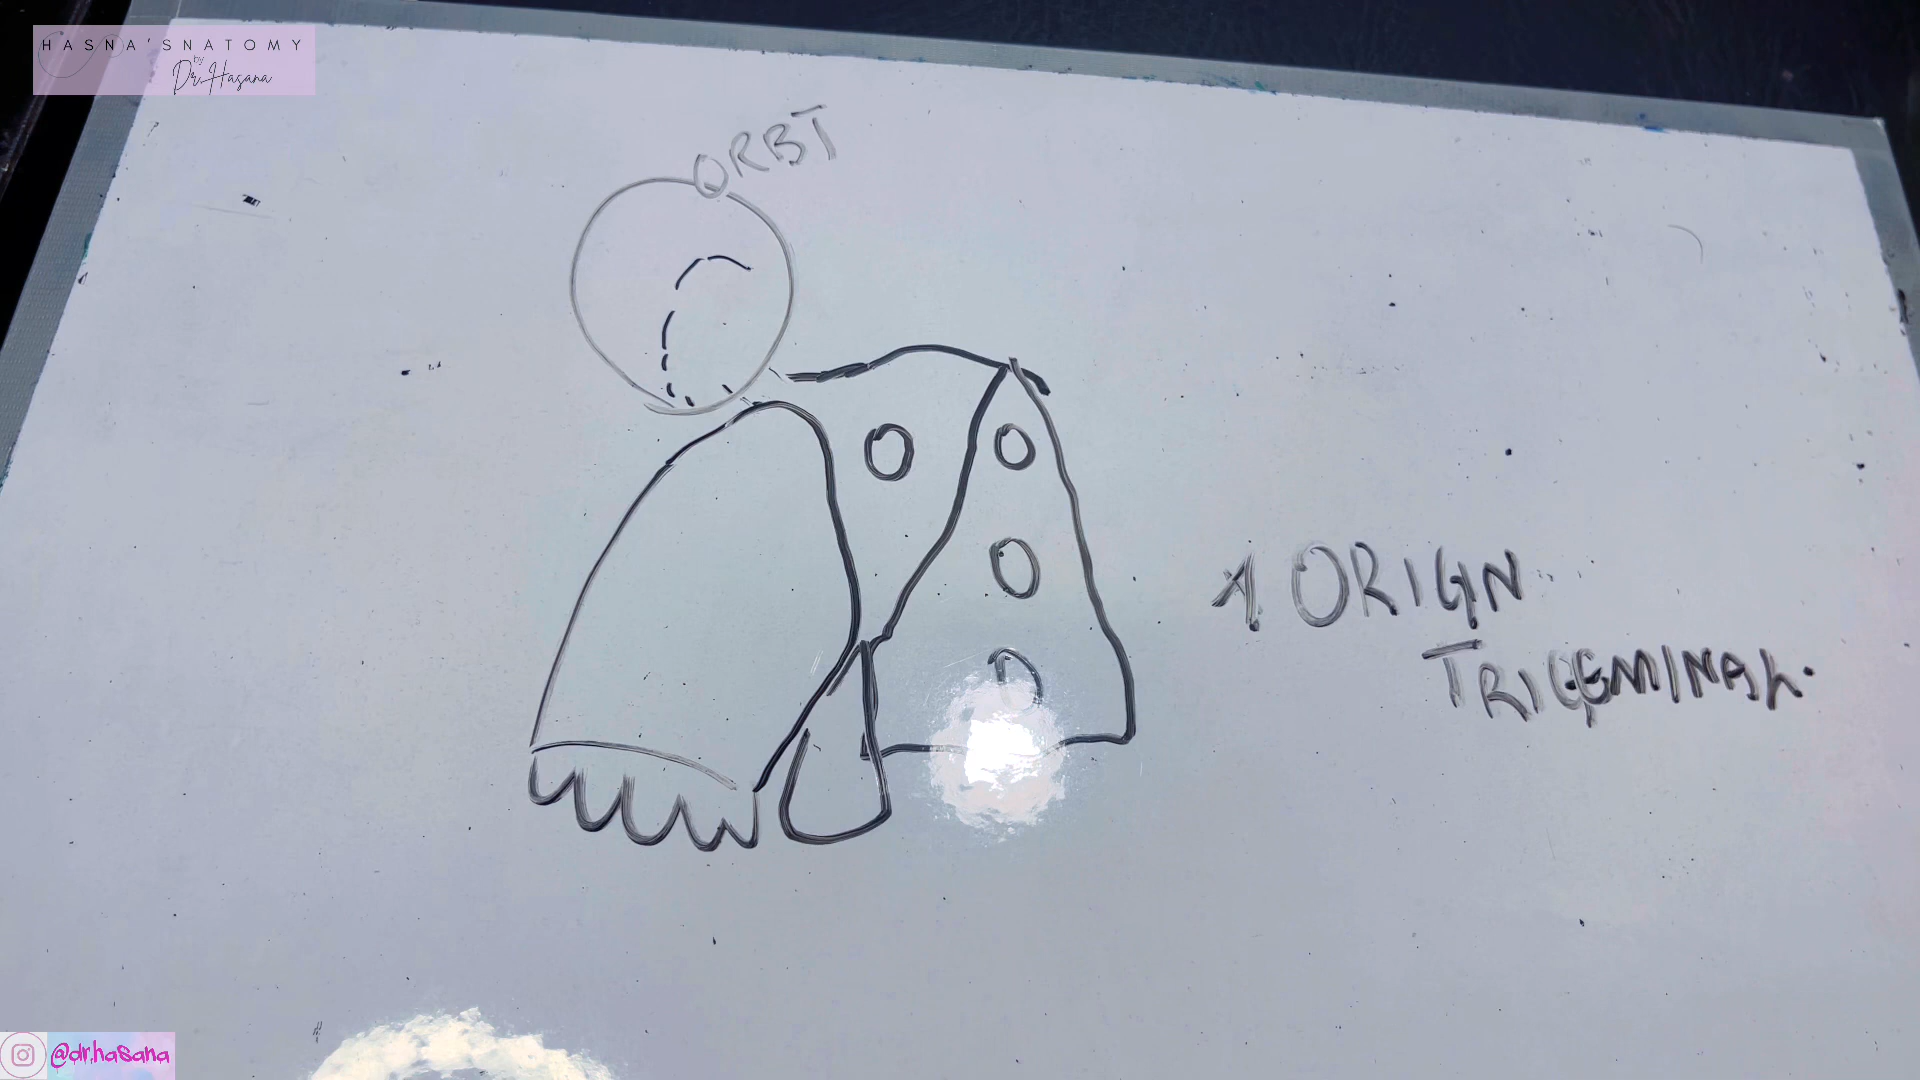 HASNA'SNATOMY
by
Dr.Hasana
ORBT
1. ORIGN
TRIGEMINAL.
@dr.hasana